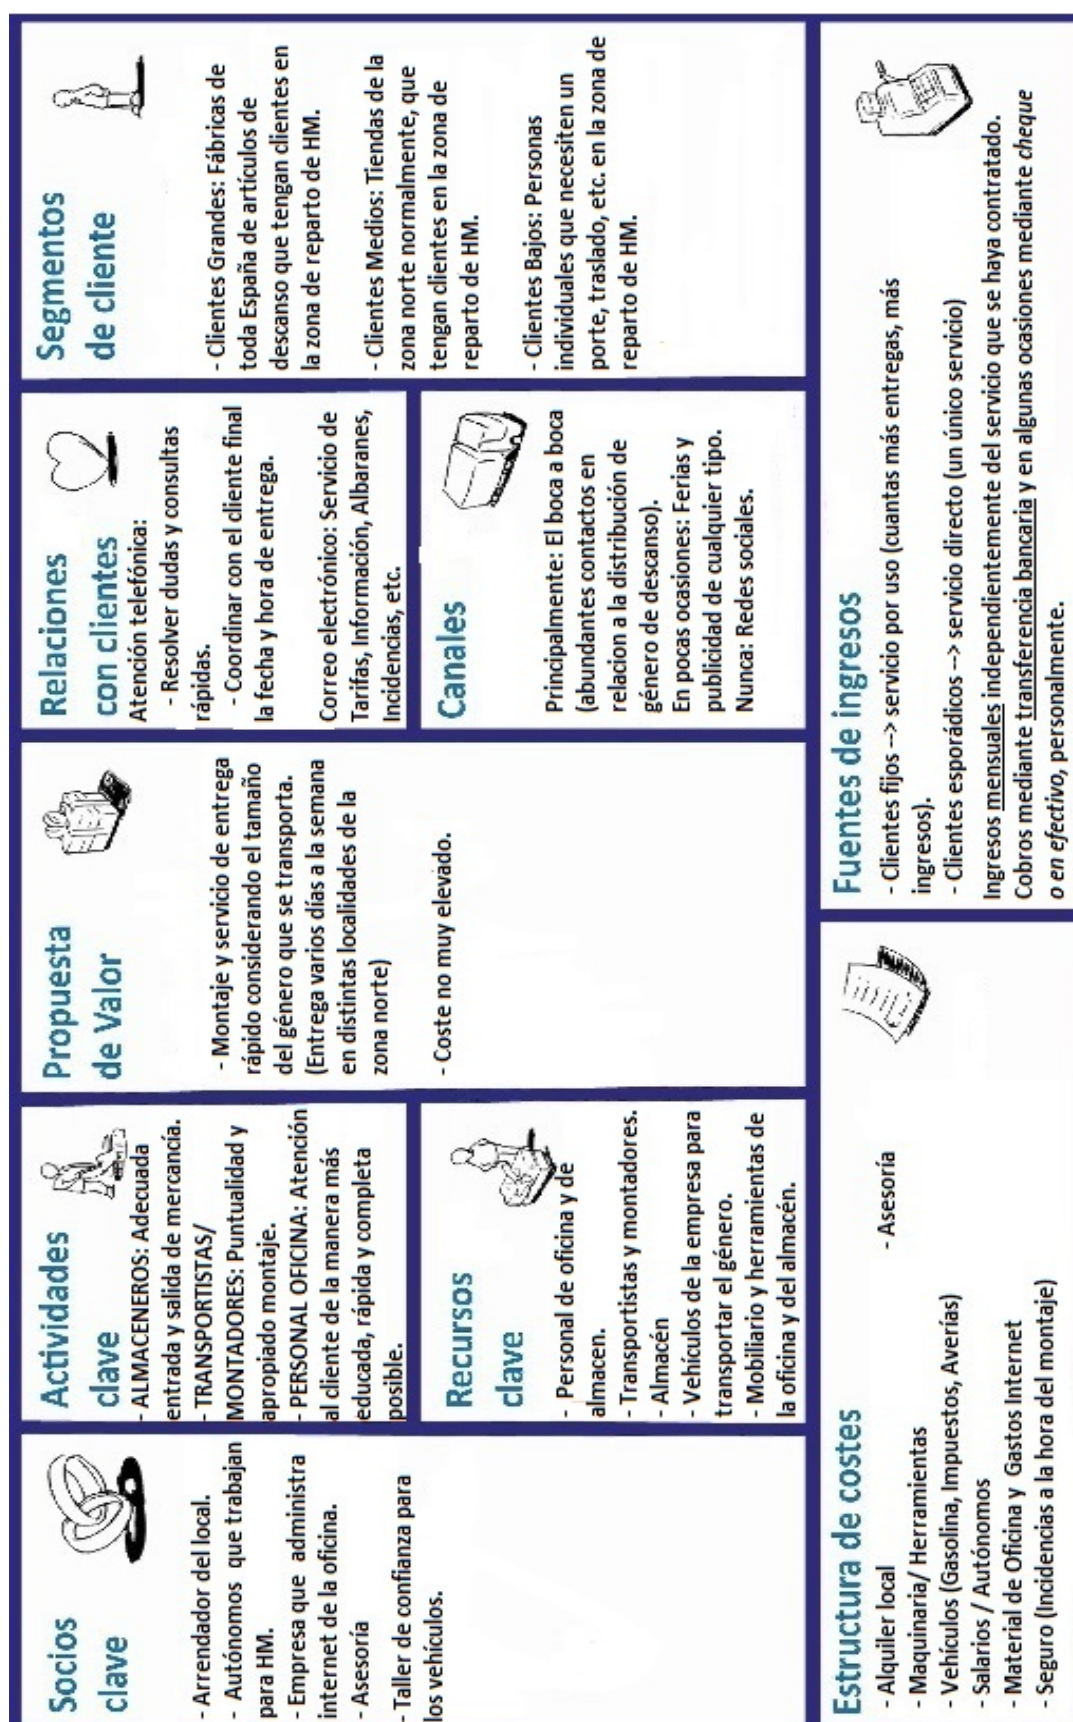 Socios
clave
- Arrendador del local.
- Autónomos que trabajan
para HM.
- Empresa que administra
internet de la oficina.
- Asesoría
- Taller de confianza para
los vehículos.
Actividades
clave
- ALMACENEROS: Adecuada
entrada y salida de mercancía.
- TRANSPORTISTAS/
MONTADORES: Puntualidad y
apropiado montaje.
- PERSONAL OFICINA: Atención
al cliente de la manera más
educada, rápida y completa
posible.
Recursos
clave
- Personal de oficina y de
almacen.
- Transportistas y montadores.
- Almacén
- Vehículos de la empresa para
transportar el género.
- Mobiliario y herramientas de
la oficina y del almacén.
Propuesta
de Valor
- Montaje y servicio de entrega
rápido considerando el tamaño
del género que se transporta.
(Entrega varios días a la semana
en distintas localidades de la
zona norte)
- Coste no muy elevado.
Relaciones
con clientes
Atención telefónica:
- Resolver dudas y consultas
rápidas.
- Coordinar con el cliente final
la fecha y hora de entrega.
Correo electrónico: Servicio de
Tarifas, Información, Albaranes,
Incidencias, etc.
Canales
Principalmente: El boca a boca
(abundantes contactos en
relacion a la distribución de
género de descanso).
En pocas ocasiones: Ferias y
publicidad de cualquier tipo.
Nunca: Redes sociales.
Segmentos
de cliente
- Clientes Grandes: Fábricas de
toda España de artículos de
descanso que tengan clientes en
la zona de reparto de HM.
- Clientes Medios: Tiendas de la
zona norte normalmente, que
tengan clientes en la zona de
reparto de HM.
- Clientes Bajos: Personas
individuales que necesiten un
porte, traslado, etc. en la zona de
reparto de HM.
Estructura de costes
- Alquiler local
- Maquinaria/ Herramientas
- Vehículos (Gasolina, Impuestos, Averías)
- Salarios / Autónomos
- Material de Oficina y Gastos Internet
- Seguro (Incidencias a la hora del montaje)
- Asesoría
Fuentes de ingresos
- Clientes fijos --> servicio por uso (cuantas más entregas, más
ingresos).
- Clientes esporádicos --> servicio directo (un único servicio)
Ingresos mensuales independientemente del servicio que se haya contratado.
Cobros mediante transferencia bancaria y en algunas ocasiones mediante cheque
o en efectivo, personalmente.